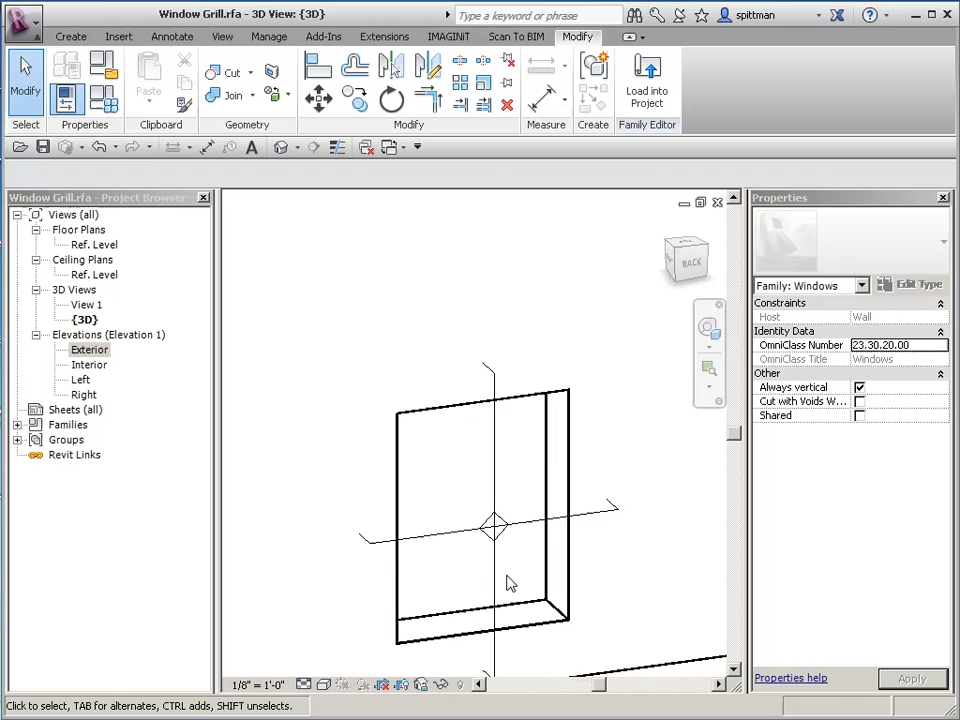 Window Grill.rfa - 3D View: {3D}
Type a keyword or phrase
spittman
Create
Insert
Annotate
View
Manage
Add-Ins
Extensions
IMAGINiT
Scan To BIM
Modify
Modify
Paste
Cut
Join
Load into
Project
Select
Properties
Clipboard
Geometry
Modify
Measure
Create
Family Editor
Window Grill.rfa - Project Browser
Views (all)
Floor Plans
Ref. Level
Ceiling Plans
Ref. Level
3D Views
View 1
{3D}
Elevations (Elevation 1)
Exterior
Interior
Left
Right
Sheets (all)
Families
Groups
Revit Links
BACK
Properties
Family: Windows
Edit Type
Constraints
Host Wall
Identity Data
OmniClass Number 23.30.20.00
OmniClass Title Windows
Other
Always vertical
Cut with Voids W...
Shared
Properties help
Apply
1/8" = 1'-0"
Click to select, TAB for alternates, CTRL adds, SHIFT unselects.